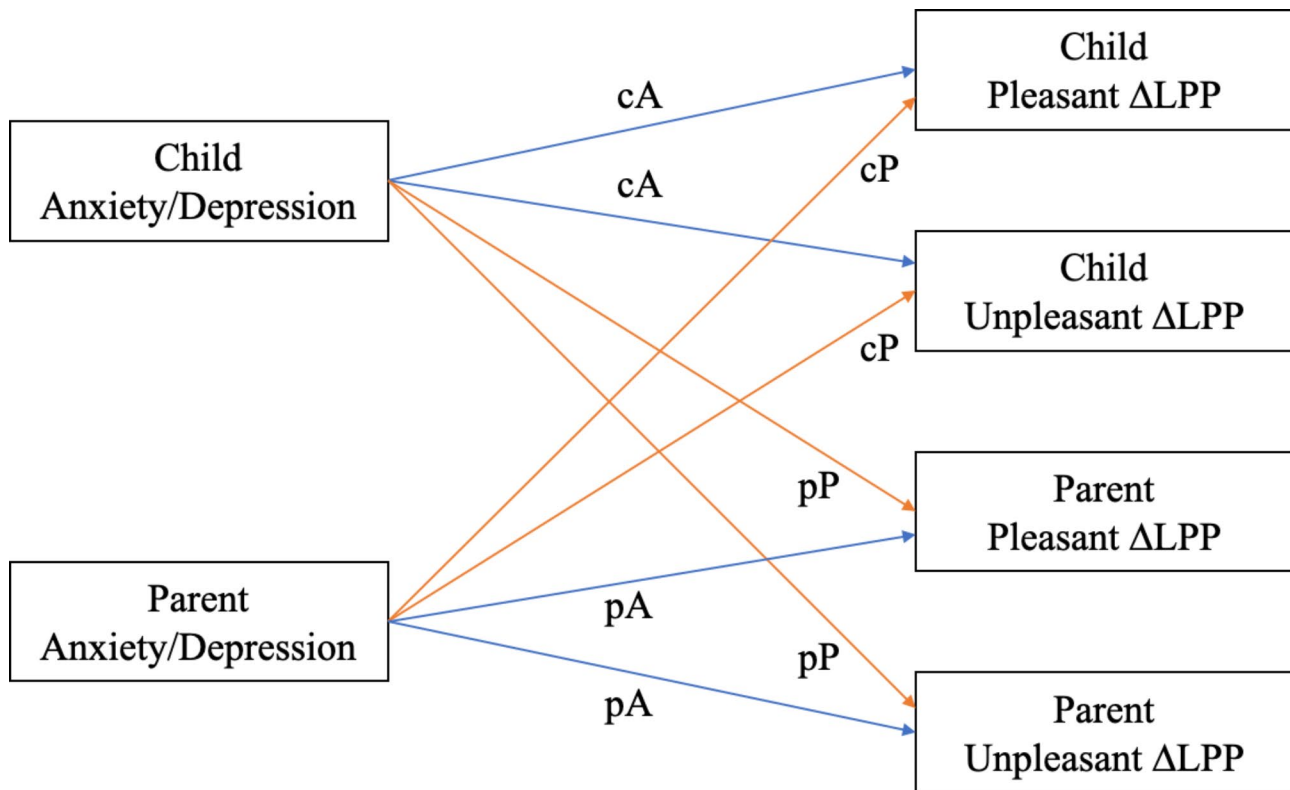 Child
Pleasant ΔLPP
cA
Child
Anxiety/Depression
cP
cA
Child
Unpleasant ΔLPP
cP
pP
Parent
Pleasant ΔLPP
Parent
Anxiety/Depression
pA
pP
pA
Parent
Unpleasant ΔLPP